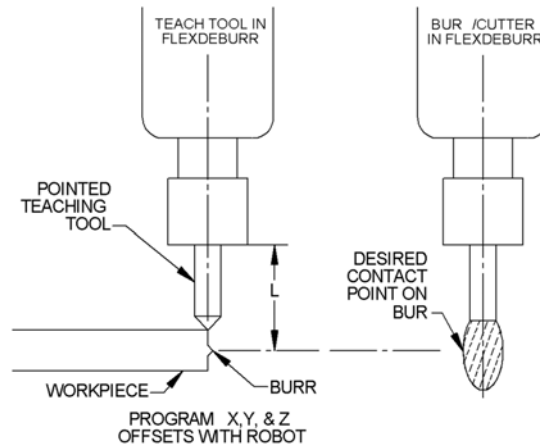 TEACH TOOL IN
FLEXDEBURR
BUR /CUTTER
IN FLEXDEBURR
POINTED
TEACHING
TOOL
L
DESIRED
CONTACT
POINT ON
BUR
WORKPIECE
BURR
PROGRAM X,Y, & Z
OFFSETS WITH ROBOT